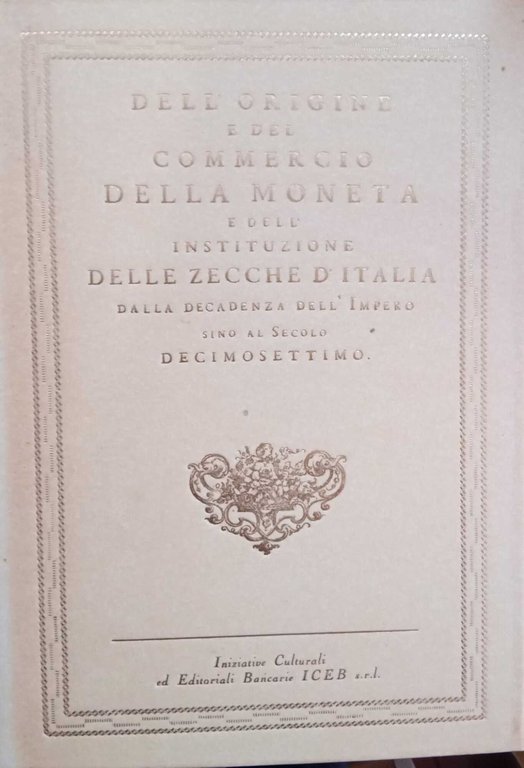 DELL'ORIGINE
E DEL
COMMERCIO
DELLA MONETA
E DELL'
INSTITUZIONE
DELLE ZECCHE D'ITALIA
DALLA DECADENZA DELL'IMPERO
SINO AL SECOLO
DECIMOSETTIMO.
Iniziative Culturali
ed Editoriali Bancarie ICEB s.r.l.